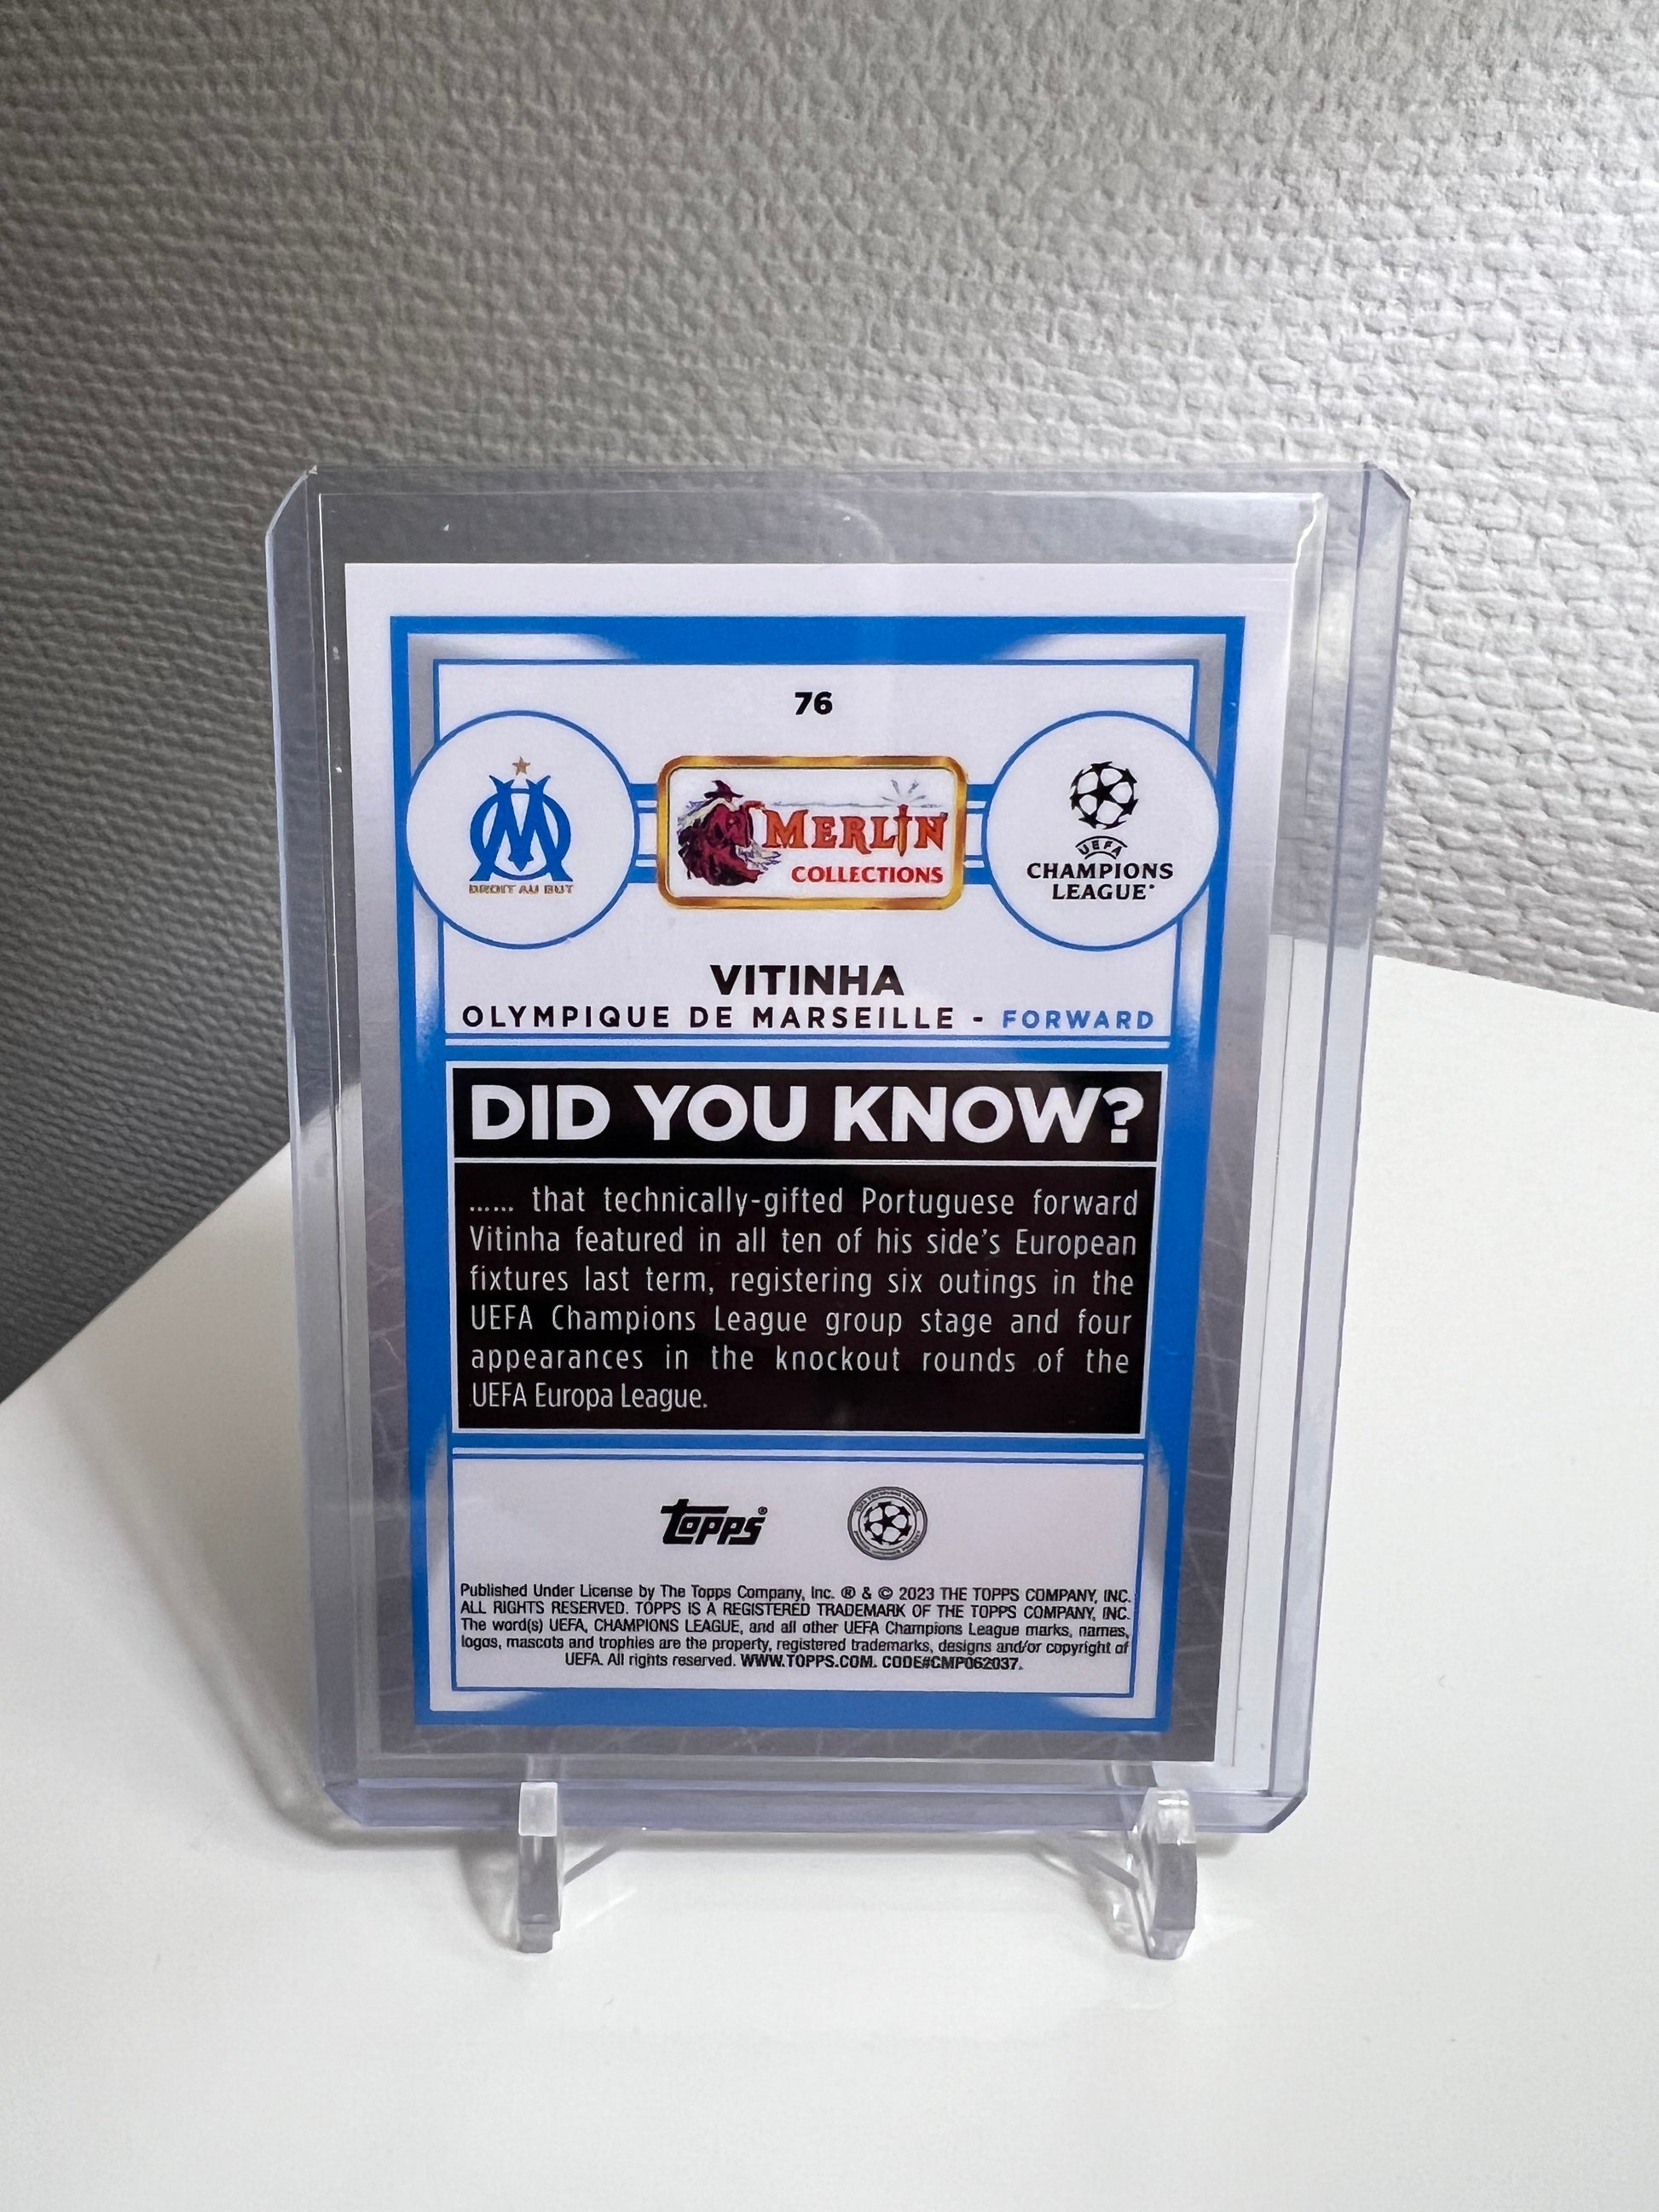 76
DROIT AU BUT
MERLIN
COLLECTIONS
UEFA
CHAMPIONS
LEAGUE®
VITINHA
OLYMPIQUE DE MARSEILLE - FORWARD
DID YOU KNOW?
...... that technically-gifted Portuguese forward
Vitinha featured in all ten of his side's European
fixtures last term, registering six outings in the
UEFA Champions League group stage and four
appearances in the knockout rounds of the
UEFA Europa League.
topps®
Published Under License by The Topps Company, Inc. ® & © 2023 THE TOPPS COMPANY, INC.
ALL RIGHTS RESERVED. TOPPS IS A REGISTERED TRADEMARK OF THE TOPPS COMPANY, INC.
The word(s) UEFA, CHAMPIONS LEAGUE, and all other UEFA Champions League marks, names,
logos, mascots and trophies are the property, registered trademarks, designs and/or copyright of
UEFA. All rights reserved. WWW.TOPPS.COM. CODE#CMP062037.